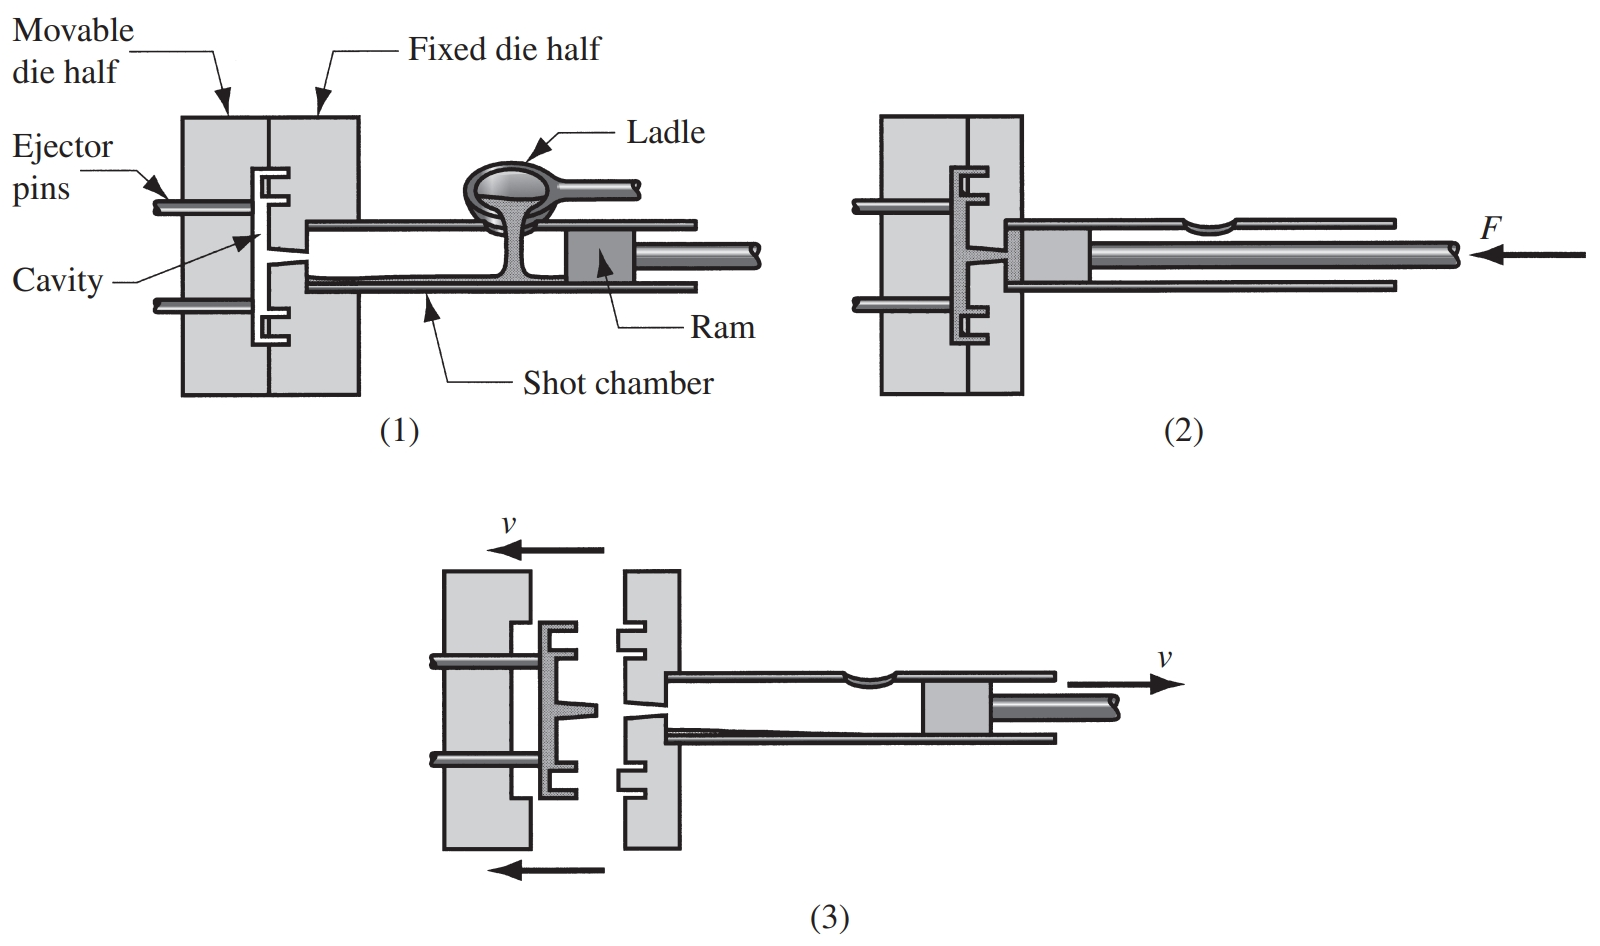 Movable
die half
Fixed die half
Ejector
pins
Ladle
Cavity
Ram
Shot chamber
(1)
F
(2)
v
v
(3)